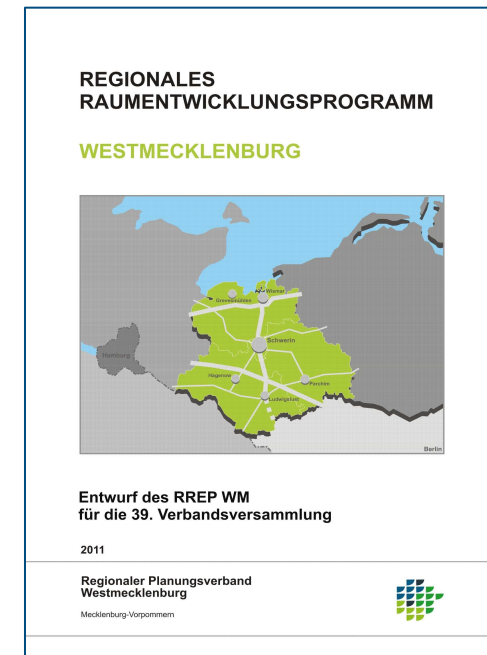 REGIONALES
RAUMENTWICKLUNGSPROGRAMM
WESTMECKLENBURG
Wismar
Grevesmühlen
Schwerin
Hamburg
Hagenow
Parchim
Ludwigslust
Berlin
Entwurf des RREP WM
für die 39. Verbandsversammlung
2011
Regionaler Planungsverband
Westmecklenburg
Mecklenburg-Vorpommern